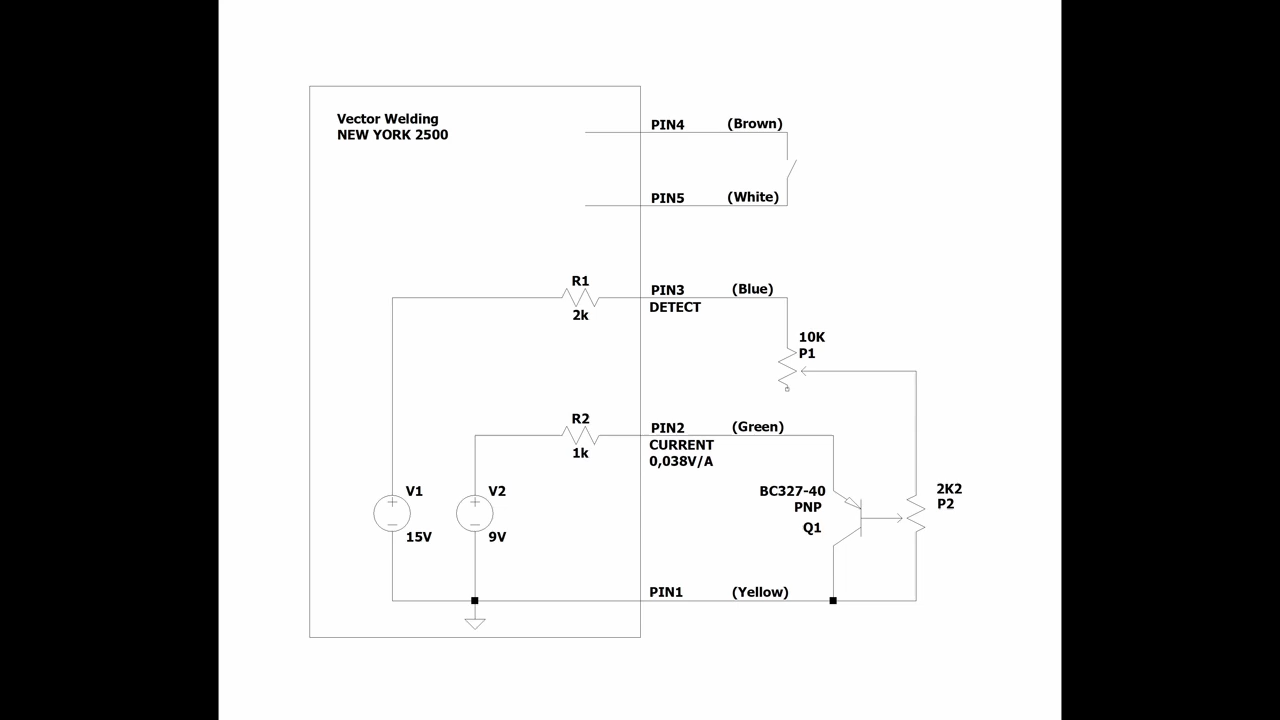 Vector Welding
NEW YORK 2500
PIN4 (Brown)
PIN5 (White)
R1
2k
PIN3 (Blue)
DETECT
10K
P1
R2
1k
PIN2 (Green)
CURRENT
0,038V/A
V1
15V
V2
9V
BC327-40
PNP
Q1
2K2
P2
PIN1 (Yellow)